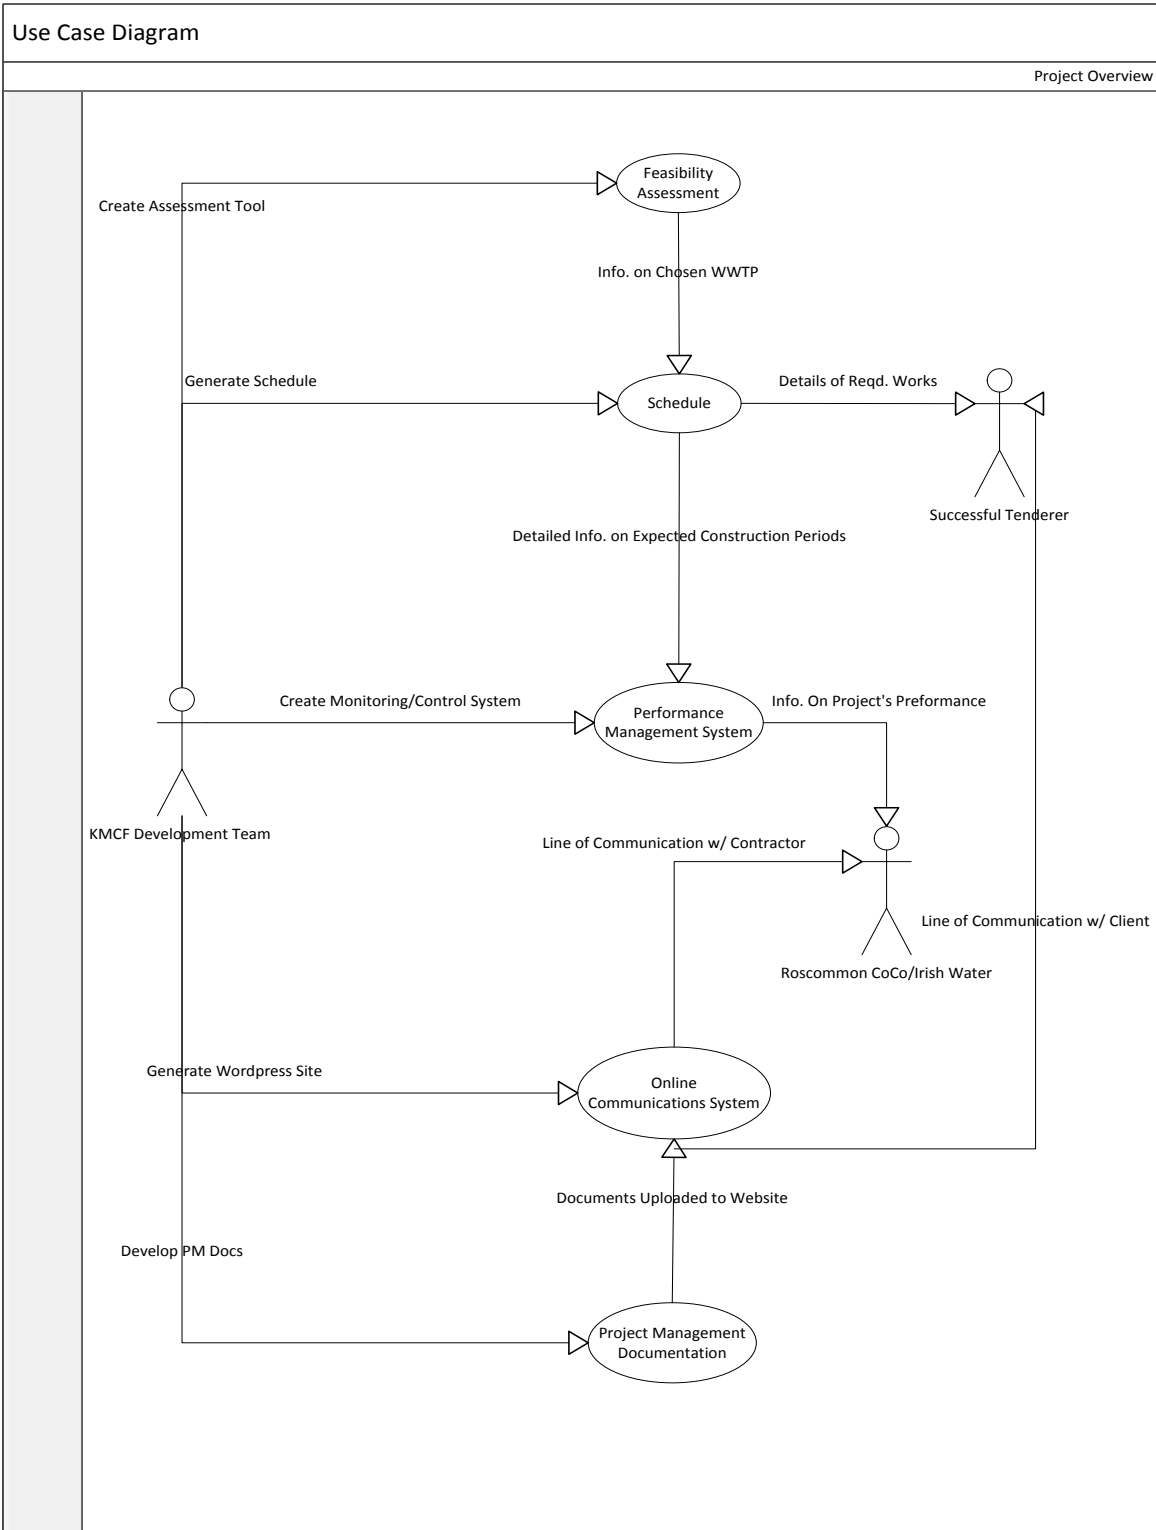 Use Case Diagram
Project Overview
Feasibility
Assessment
Create Assessment Tool
Info. on Chosen WWTP
Generate Schedule
Details of Reqd. Works
Schedule
Successful Tenderer
Detailed Info. on Expected Construction Periods
Create Monitoring/Control System
Info. On Project's Preformance
Performance
Management System
KMCF Development Team
Line of Communication w/ Contractor
Line of Communication w/ Client
Roscommon CoCo/Irish Water
Generate Wordpress Site
Online
Communications System
Documents Uploaded to Website
Develop PM Docs
Project Management
Documentation